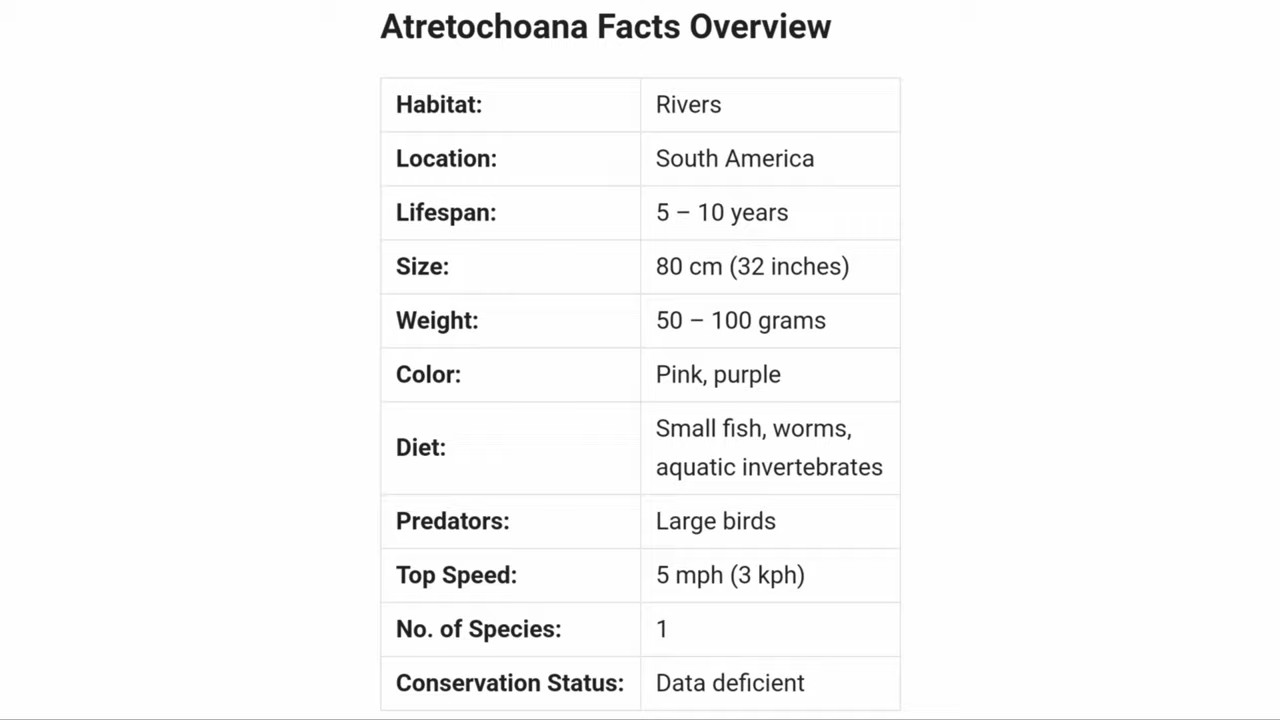 Atretochoana Facts Overview
Habitat: Rivers
Location: South America
Lifespan: 5 – 10 years
Size: 80 cm (32 inches)
Weight: 50 – 100 grams
Color: Pink, purple
Diet: Small fish, worms,
aquatic invertebrates
Predators: Large birds
Top Speed: 5 mph (3 kph)
No. of Species: 1
Conservation Status: Data deficient